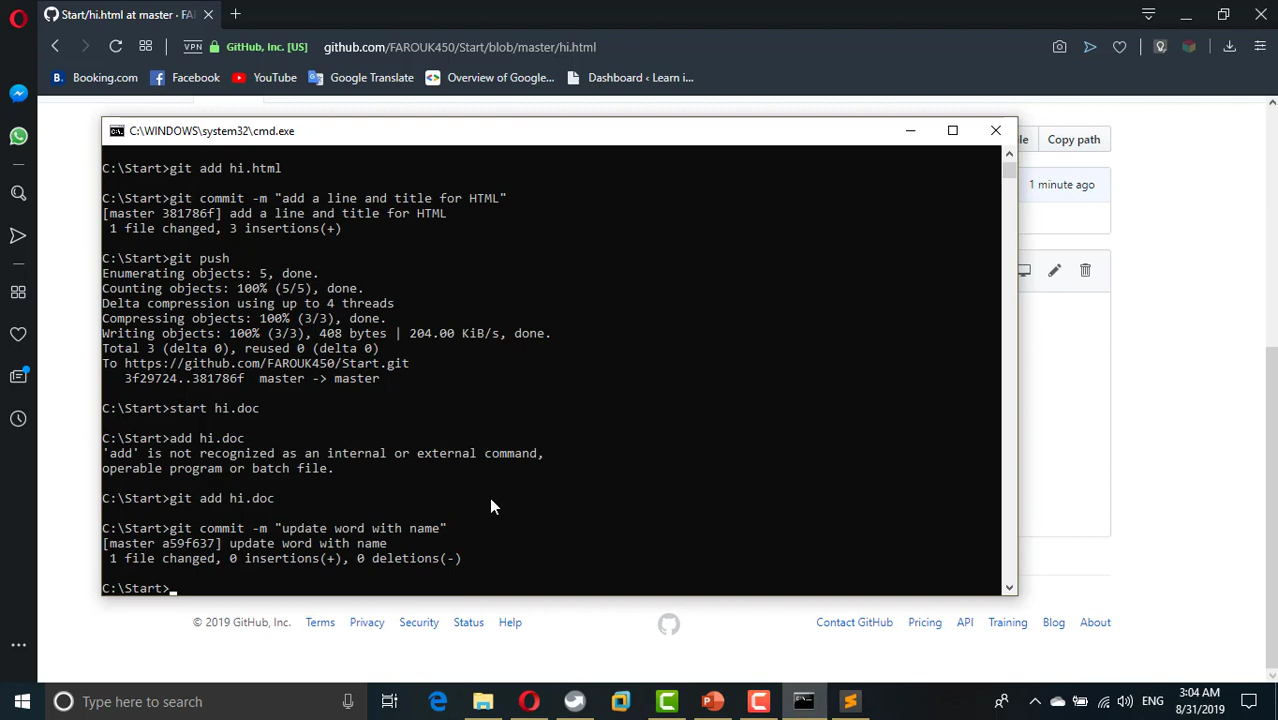 Start/hi.html at master · FA
VPN
GitHub, Inc. [US]
github.com/FAROUK450/Start/blob/master/hi.html
B. Booking.com
Facebook
YouTube
Google Translate
Overview of Google...
Dashboard ‹ Learn i...
C:\WINDOWS\system32\cmd.exe
Copy path
1 minute ago
C:\Start>git add hi.html
C:\Start>git commit -m "add a line and title for HTML"
[master 381786f] add a line and title for HTML
1 file changed, 3 insertions(+)
C:\Start>git push
Enumerating objects: 5, done.
Counting objects: 100% (5/5), done.
Delta compression using up to 4 threads
Compressing objects: 100% (3/3), done.
Writing objects: 100% (3/3), 408 bytes | 204.00 KiB/s, done.
Total 3 (delta 0), reused 0 (delta 0)
To https://github.com/FAROUK450/Start.git
3f29724..381786f  master -> master
C:\Start>start hi.doc
C:\Start>add hi.doc
'add' is not recognized as an internal or external command,
operable program or batch file.
C:\Start>git add hi.doc
C:\Start>git commit -m "update word with name"
[master a59f637] update word with name
1 file changed, 0 insertions(+), 0 deletions(-)
C:\Start>
© 2019 GitHub, Inc.
Terms
Privacy
Security
Status
Help
Contact GitHub
Pricing
API
Training
Blog
About
Type here to search
ENG
3:04 AM
8/31/2019